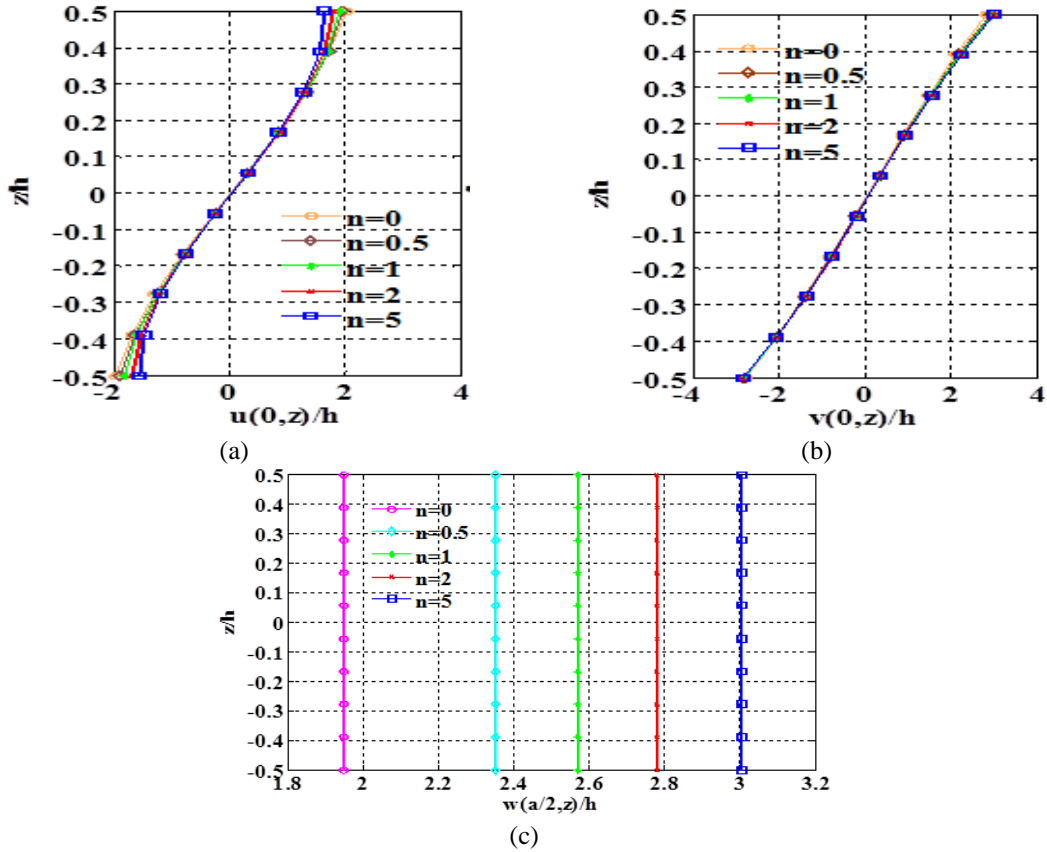 0.5
0.4
0.3
0.2
0.1
0
-0.1
-0.2
-0.3
-0.4
-0.5
z/h
n=0
n=0.5
n=1
n=2
n=5
-2 0 2 4
u(0,z)/h
(a)
0.5
0.4
0.3
0.2
0.1
0
-0.1
-0.2
-0.3
-0.4
-0.5
z/h
n=0
n=0.5
n=1
n=2
n=5
-4 -2 0 2 4
v(0,z)/h
(b)
0.5
0.4
0.3
0.2
0.1
0
-0.1
-0.2
-0.3
-0.4
-0.5
z/h
n=0
n=0.5
n=1
n=2
n=5
1.8 2 2.2 2.4 2.6 2.8 3 3.2
w(a/2,z)/h
(c)